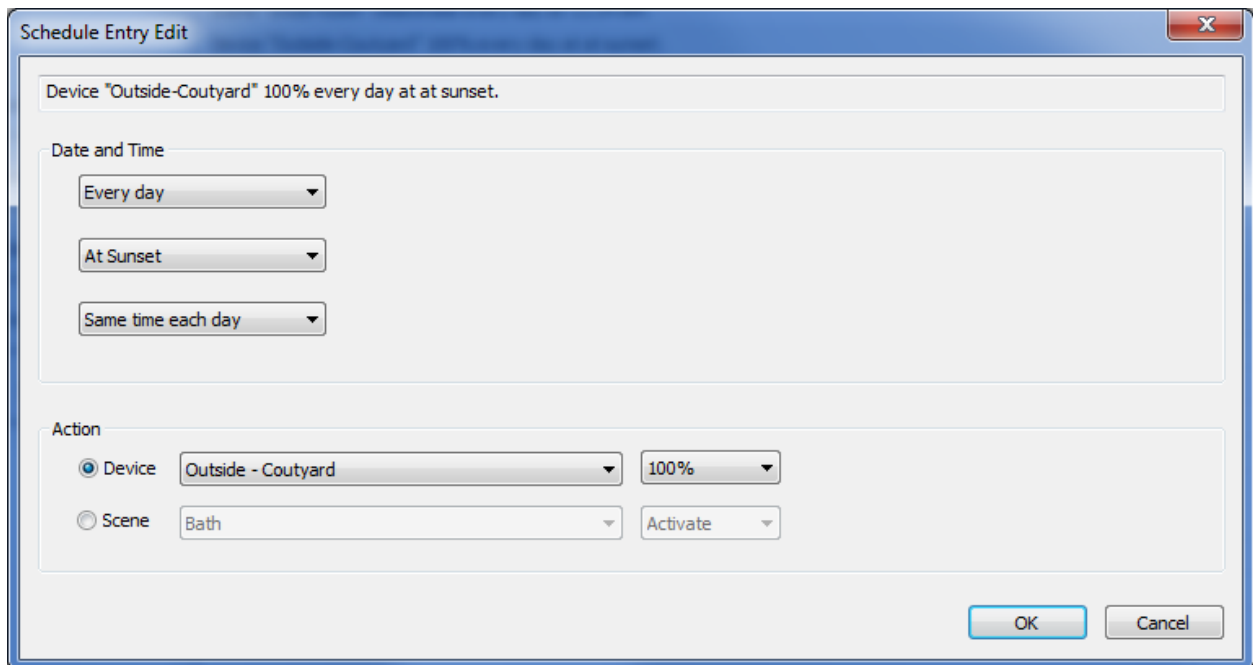 Schedule Entry Edit
Device "Outside-Coutyard" 100% every day at at sunset.
Date and Time
Every day
At Sunset
Same time each day
Action
Device Outside - Coutyard 100%
Scene Bath Activate
OK Cancel